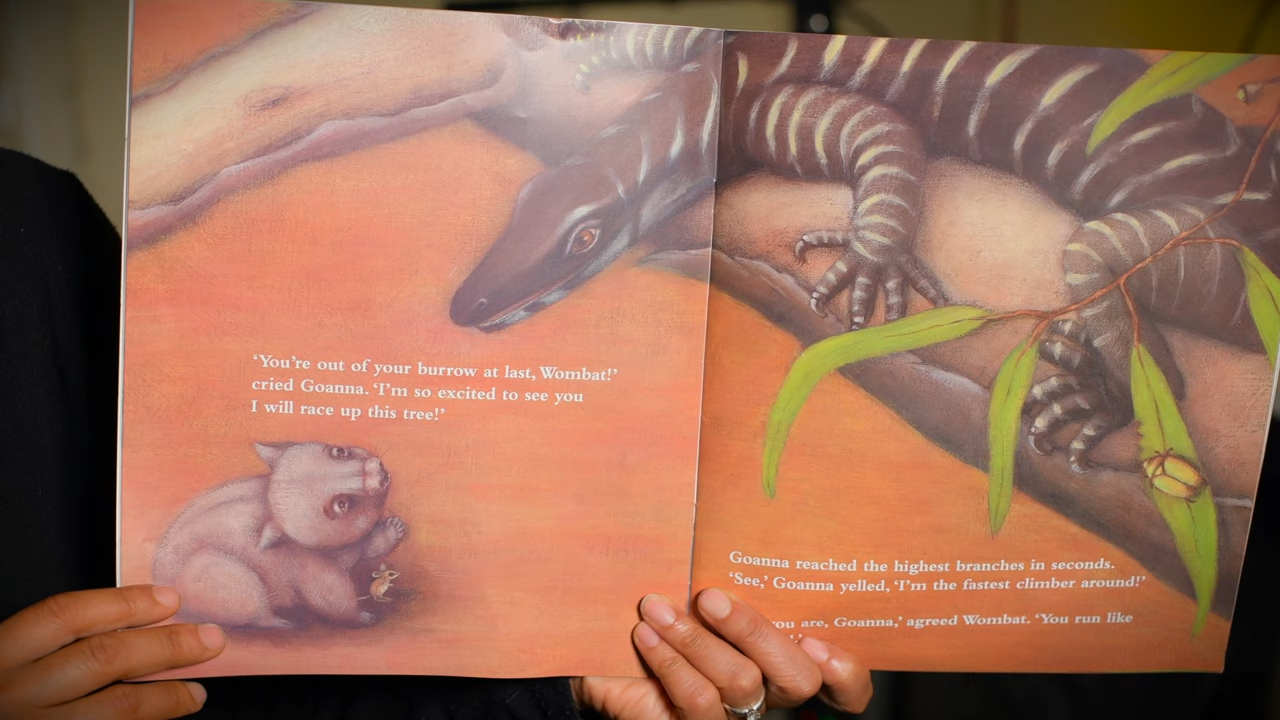 ‘You’re out of your burrow at last, Wombat!’
cried Goanna. ‘I’m so excited to see you
I will race up this tree!’
Goanna reached the highest branches in seconds.
‘See,’ Goanna yelled, ‘I’m the fastest climber around!’
you are, Goanna,’ agreed Wombat. ‘You run like